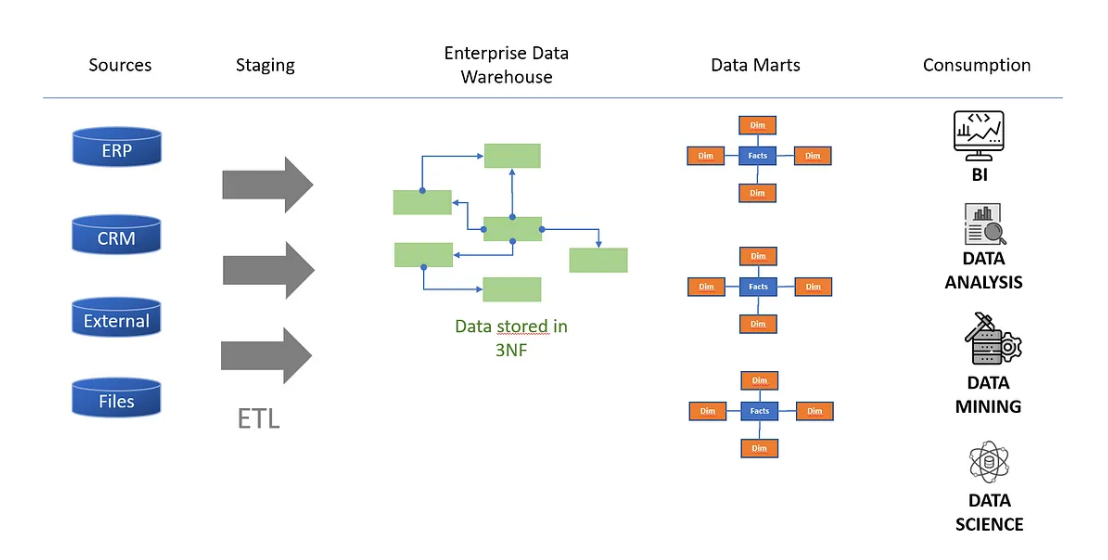 Sources
Staging
Enterprise Data
Warehouse
Data Marts
Consumption
ERP
CRM
External
Files
ETL
Data stored in
3NF
Dim
Dim
Facts
Dim
Dim
Dim
Dim
Facts
Dim
Dim
Dim
Dim
Facts
Dim
Dim
BI
DATA
ANALYSIS
DATA
MINING
DATA
SCIENCE